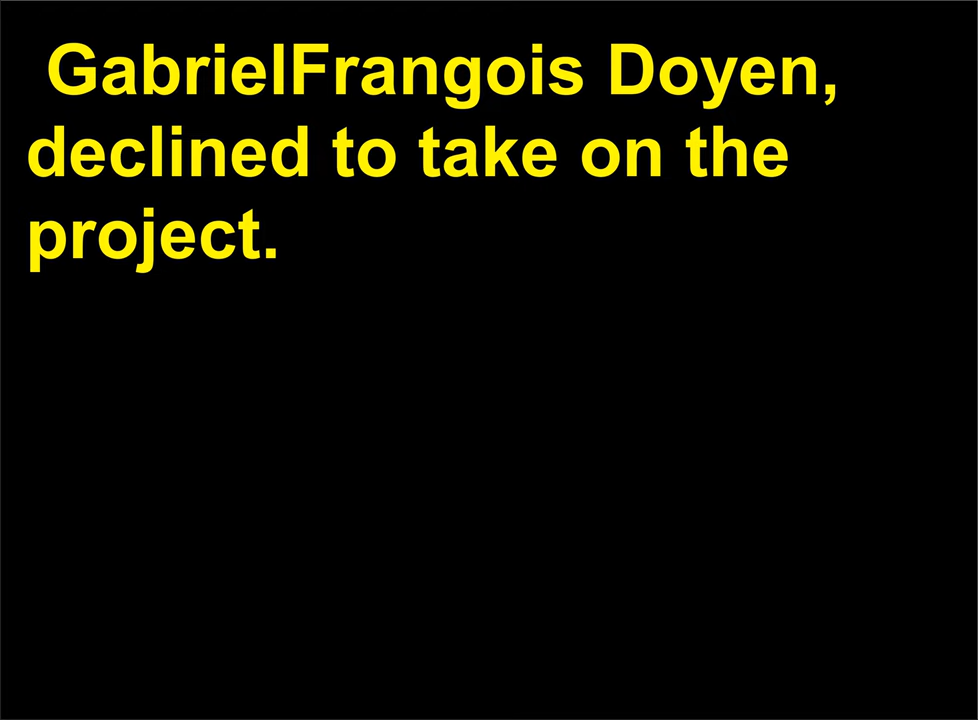 GabrielFrangois Doyen,
declined to take on the
project.